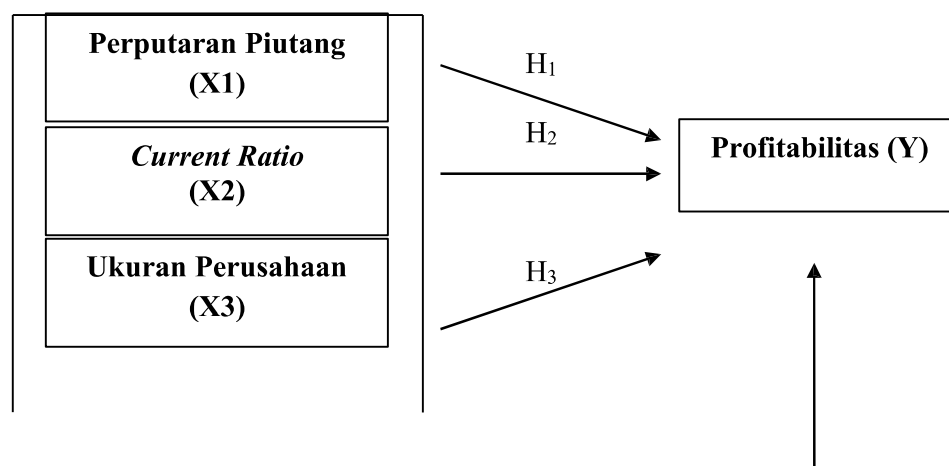 Perputaran Piutang
(X1)
Current Ratio
(X2)
Ukuran Perusahaan
(X3)
H₁
H₂
H₃
Profitabilitas (Y)